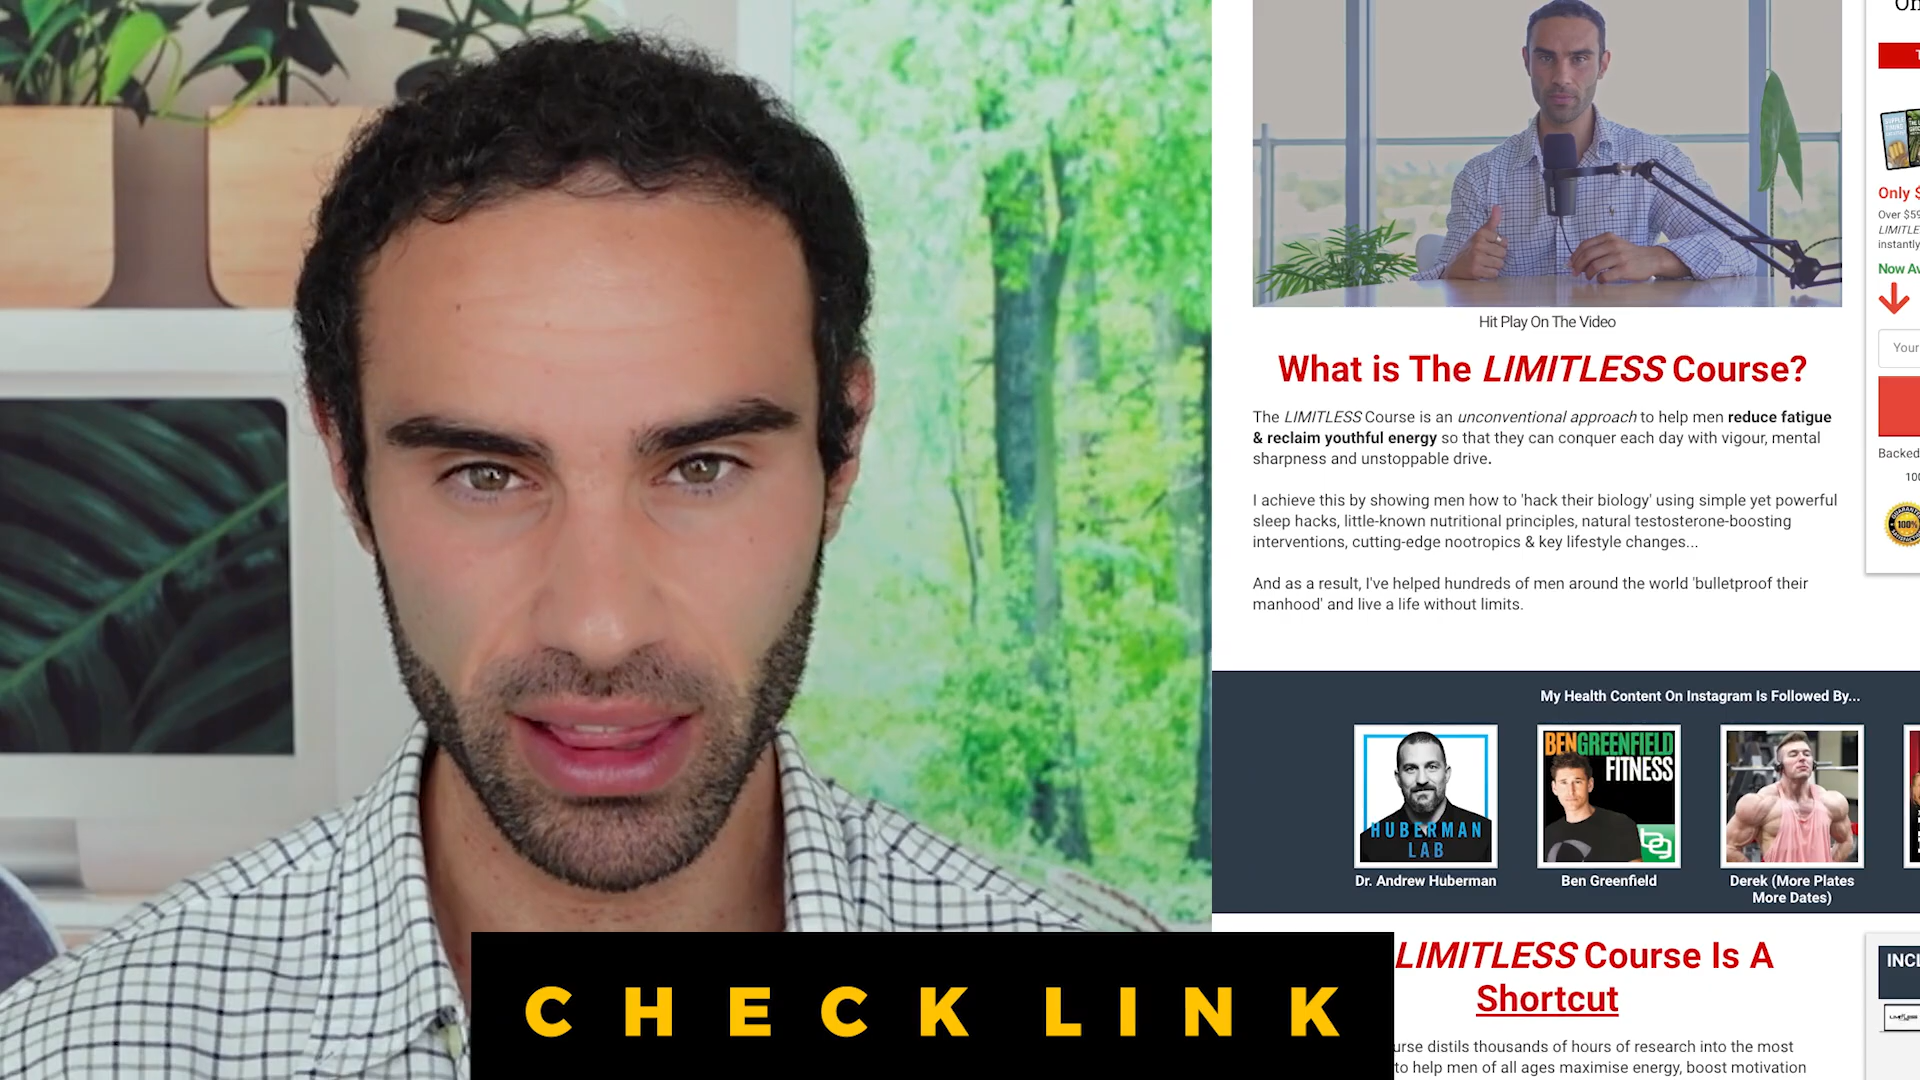 Hit Play On The Video
What is The LIMITLESS Course?
The LIMITLESS Course is an unconventional approach to help men reduce fatigue
& reclaim youthful energy so that they can conquer each day with vigour, mental
sharpness and unstoppable drive.
I achieve this by showing men how to 'hack their biology' using simple yet powerful
sleep hacks, little-known nutritional principles, natural testosterone-boosting
interventions, cutting-edge nootropics & key lifestyle changes...
And as a result, I've helped hundreds of men around the world 'bulletproof their
manhood' and live a life without limits.
My Health Content On Instagram Is Followed By...
HUBERMAN
LAB
Dr. Andrew Huberman
BENGREENFIELD
FITNESS
Ben Greenfield
Derek (More Plates
More Dates)
LIMITLESS Course Is A
Shortcut
distils thousands of hours of research into the most
to help men of all ages maximise energy, boost motivation
Only $
Over $59
instantly
Now
Your
Backed
100%
CHECK LINK